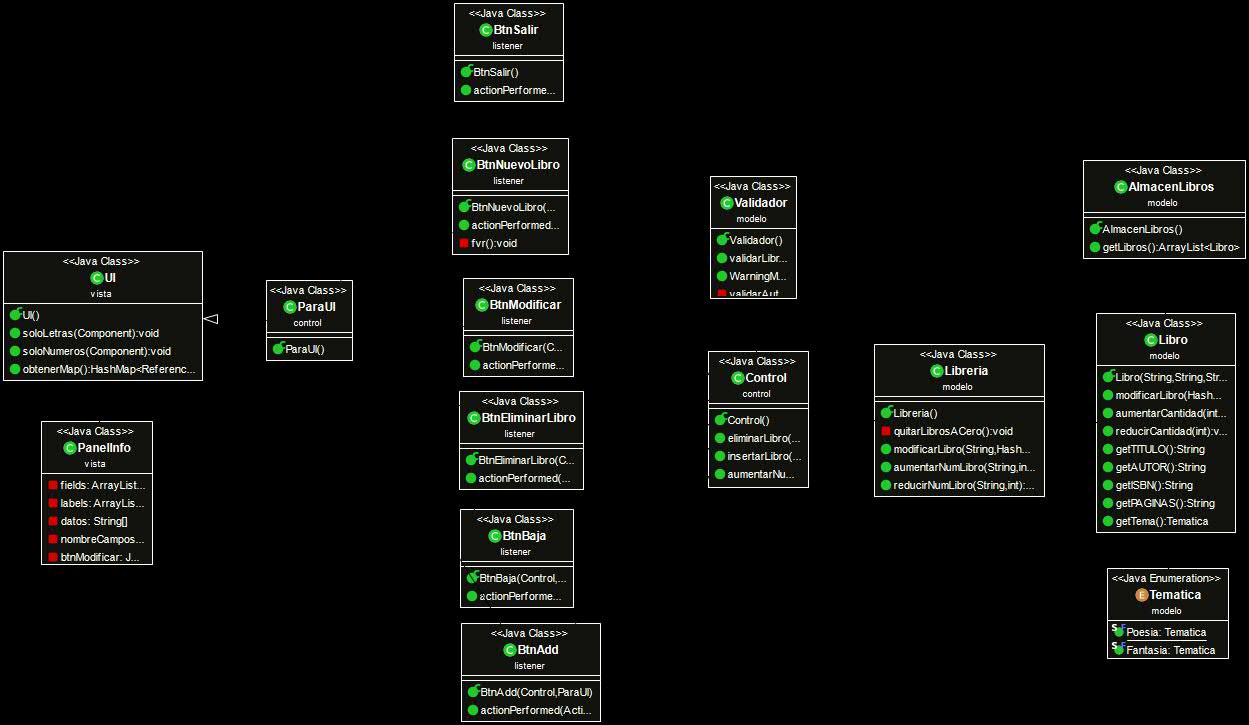 <<Java Class>>
BtnSalir
listener
BtnSalir()
actionPerforme...
<<Java Class>>
BtnNuevoLibro
listener
BtnNuevoLibro(...
actionPerformed...
fvr():void
<<Java Class>>
Validador
modelo
Validador()
validarLibr...
WarningM...
validarAut...
<<Java Class>>
AlmacenLibros
modelo
AlmacenLibros()
getLibros():ArrayList<Libro>
<<Java Class>>
UI
vista
UI()
soloLetras(Component):void
soloNumeros(Component):void
obtenerMap():HashMap<Referenc...
<<Java Class>>
ParaUI
control
ParaUI()
<<Java Class>>
BtnModificar
listener
BtnModificar(C...
actionPerforme...
<<Java Class>>
Libro
modelo
Libro(String,String,Str...
modificarLibro(Hash...
aumentarCantidad(int...
reducirCantidad(int):v...
getTITULO():String
getAUTOR():String
getISBN():String
getPAGINAS():String
getTema():Tematica
<<Java Class>>
Control
control
Control()
eliminarLibro(...
insertarLibro(...
aumentarNu...
<<Java Class>>
Libreria
modelo
Libreria()
quitarLibrosACero():void
modificarLibro(String,Hash...
aumentarNumLibro(String,in...
reducirNumLibro(String,int):...
<<Java Class>>
BtnEliminarLibro
listener
BtnEliminarLibro(C...
actionPerformed(...
<<Java Class>>
PanelInfo
vista
fields: ArrayList...
labels: ArrayLis...
datos: String[]
nombreCampos...
btnModificar: J...
<<Java Class>>
BtnBaja
listener
BtnBaja(Control,...
actionPerforme...
<<Java Enumeration>>
Tematica
modelo
Poesia: Tematica
Fantasia: Tematica
<<Java Class>>
BtnAdd
listener
BtnAdd(Control,ParaUI)
actionPerformed(Acti...